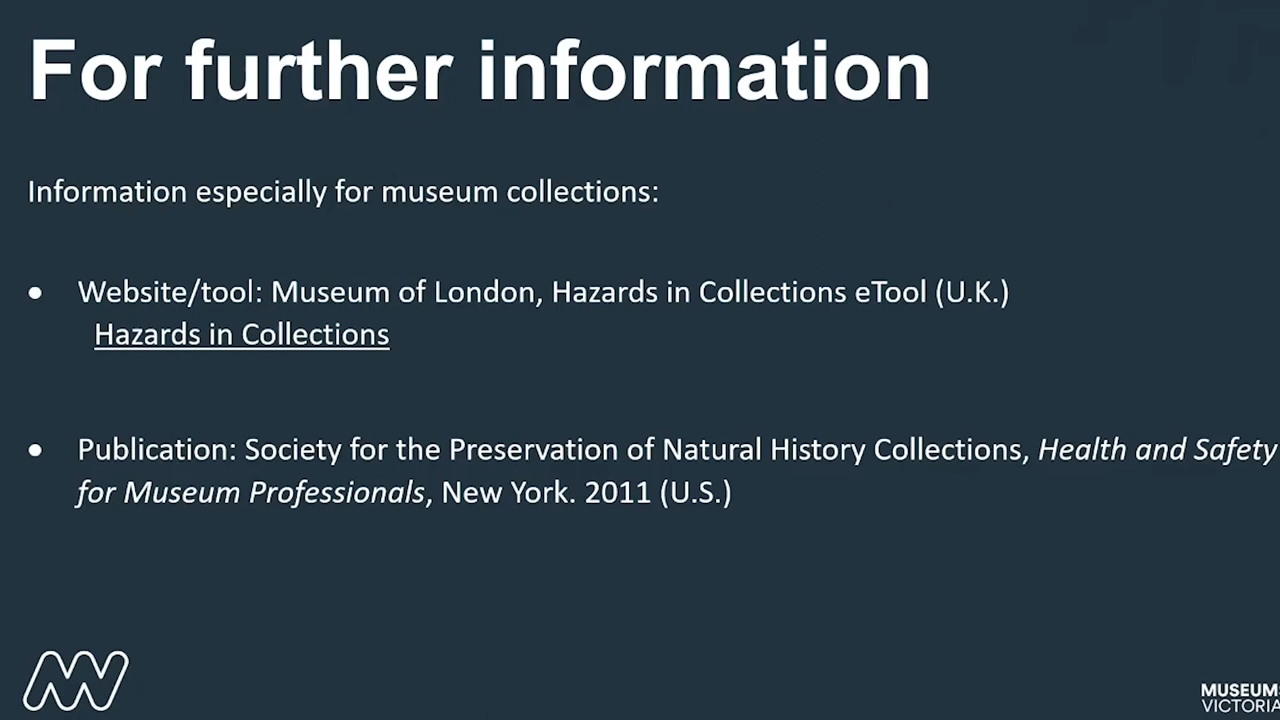 For further information
Information especially for museum collections:
• Website/tool: Museum of London, Hazards in Collections eTool (U.K.)
Hazards in Collections
• Publication: Society for the Preservation of Natural History Collections, Health and Safety
for Museum Professionals, New York. 2011 (U.S.)
MUSEUMS
VICTORIA